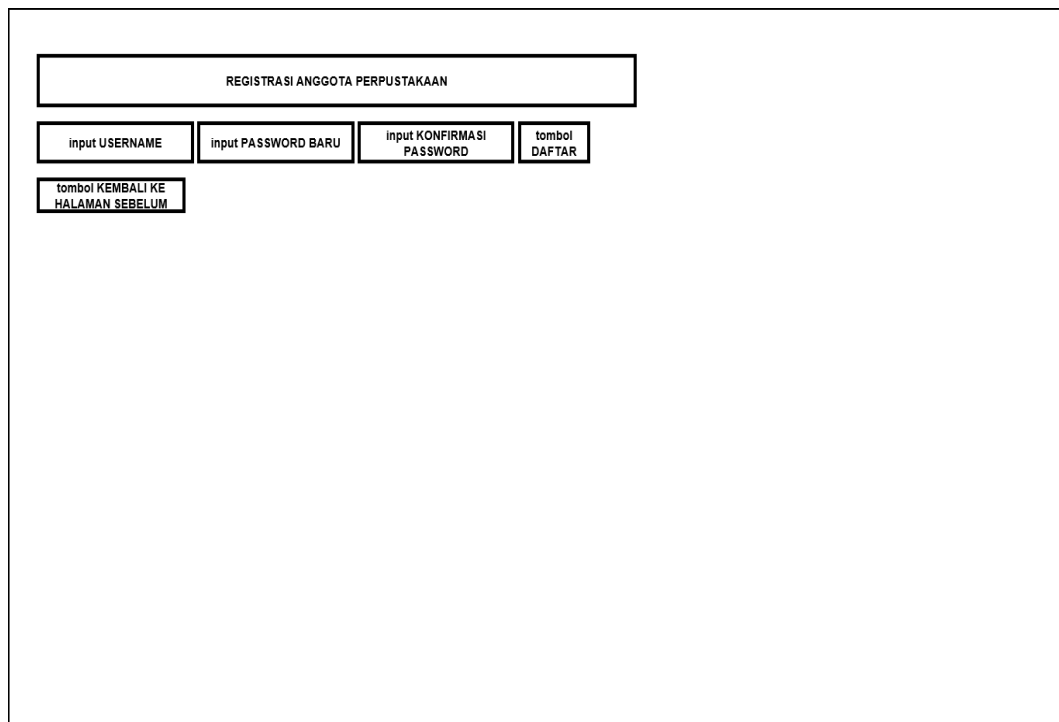 REGISTRASI ANGGOTA PERPUSTAKAAN
input USERNAME
input PASSWORD BARU
input KONFIRMASI
PASSWORD
tombol
DAFTAR
tombol KEMBALI KE
HALAMAN SEBELUM